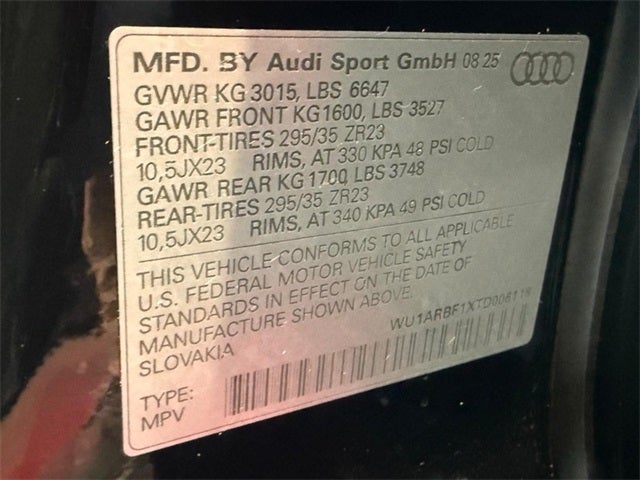 MFD. BY Audi Sport GmbH 08 25
GVWR KG 3015, LBS 6647
GAWR FRONT KG1600, LBS 3527
FRONT-TIRES 295/35 ZR23
10,5JX23 RIMS, AT 330 KPA 48 PSI COLD
GAWR REAR KG 1700, LBS 3748
REAR-TIRES 295/35 ZR23
10,5JX23 RIMS, AT 340 KPA 49 PSI COLD
THIS VEHICLE CONFORMS TO ALL APPLICABLE
U.S. FEDERAL MOTOR VEHICLE SAFETY
STANDARDS IN EFFECT ON THE DATE OF
MANUFACTURE SHOWN ABOVE.
SLOVAKIA
WU1ARBF1XTD006118
TYPE:
MPV